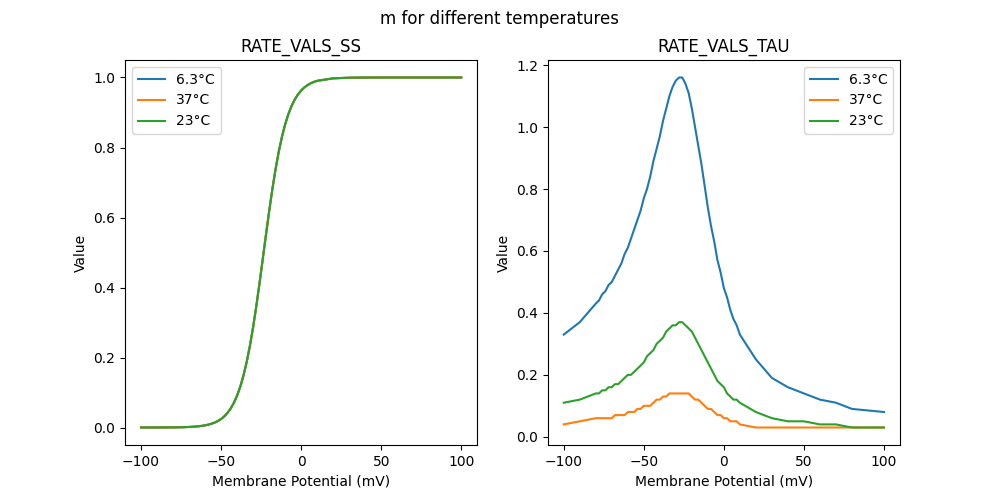 m for different temperatures
RATE_VALS_SS
RATE_VALS_TAU
6.3°C
37°C
23°C
6.3°C
37°C
23°C
Value
1.0
0.8
0.6
0.4
0.2
0.0
−100
−50
0
50
100
Membrane Potential (mV)
Value
1.2
1.0
0.8
0.6
0.4
0.2
0.0
−100
−50
0
50
100
Membrane Potential (mV)